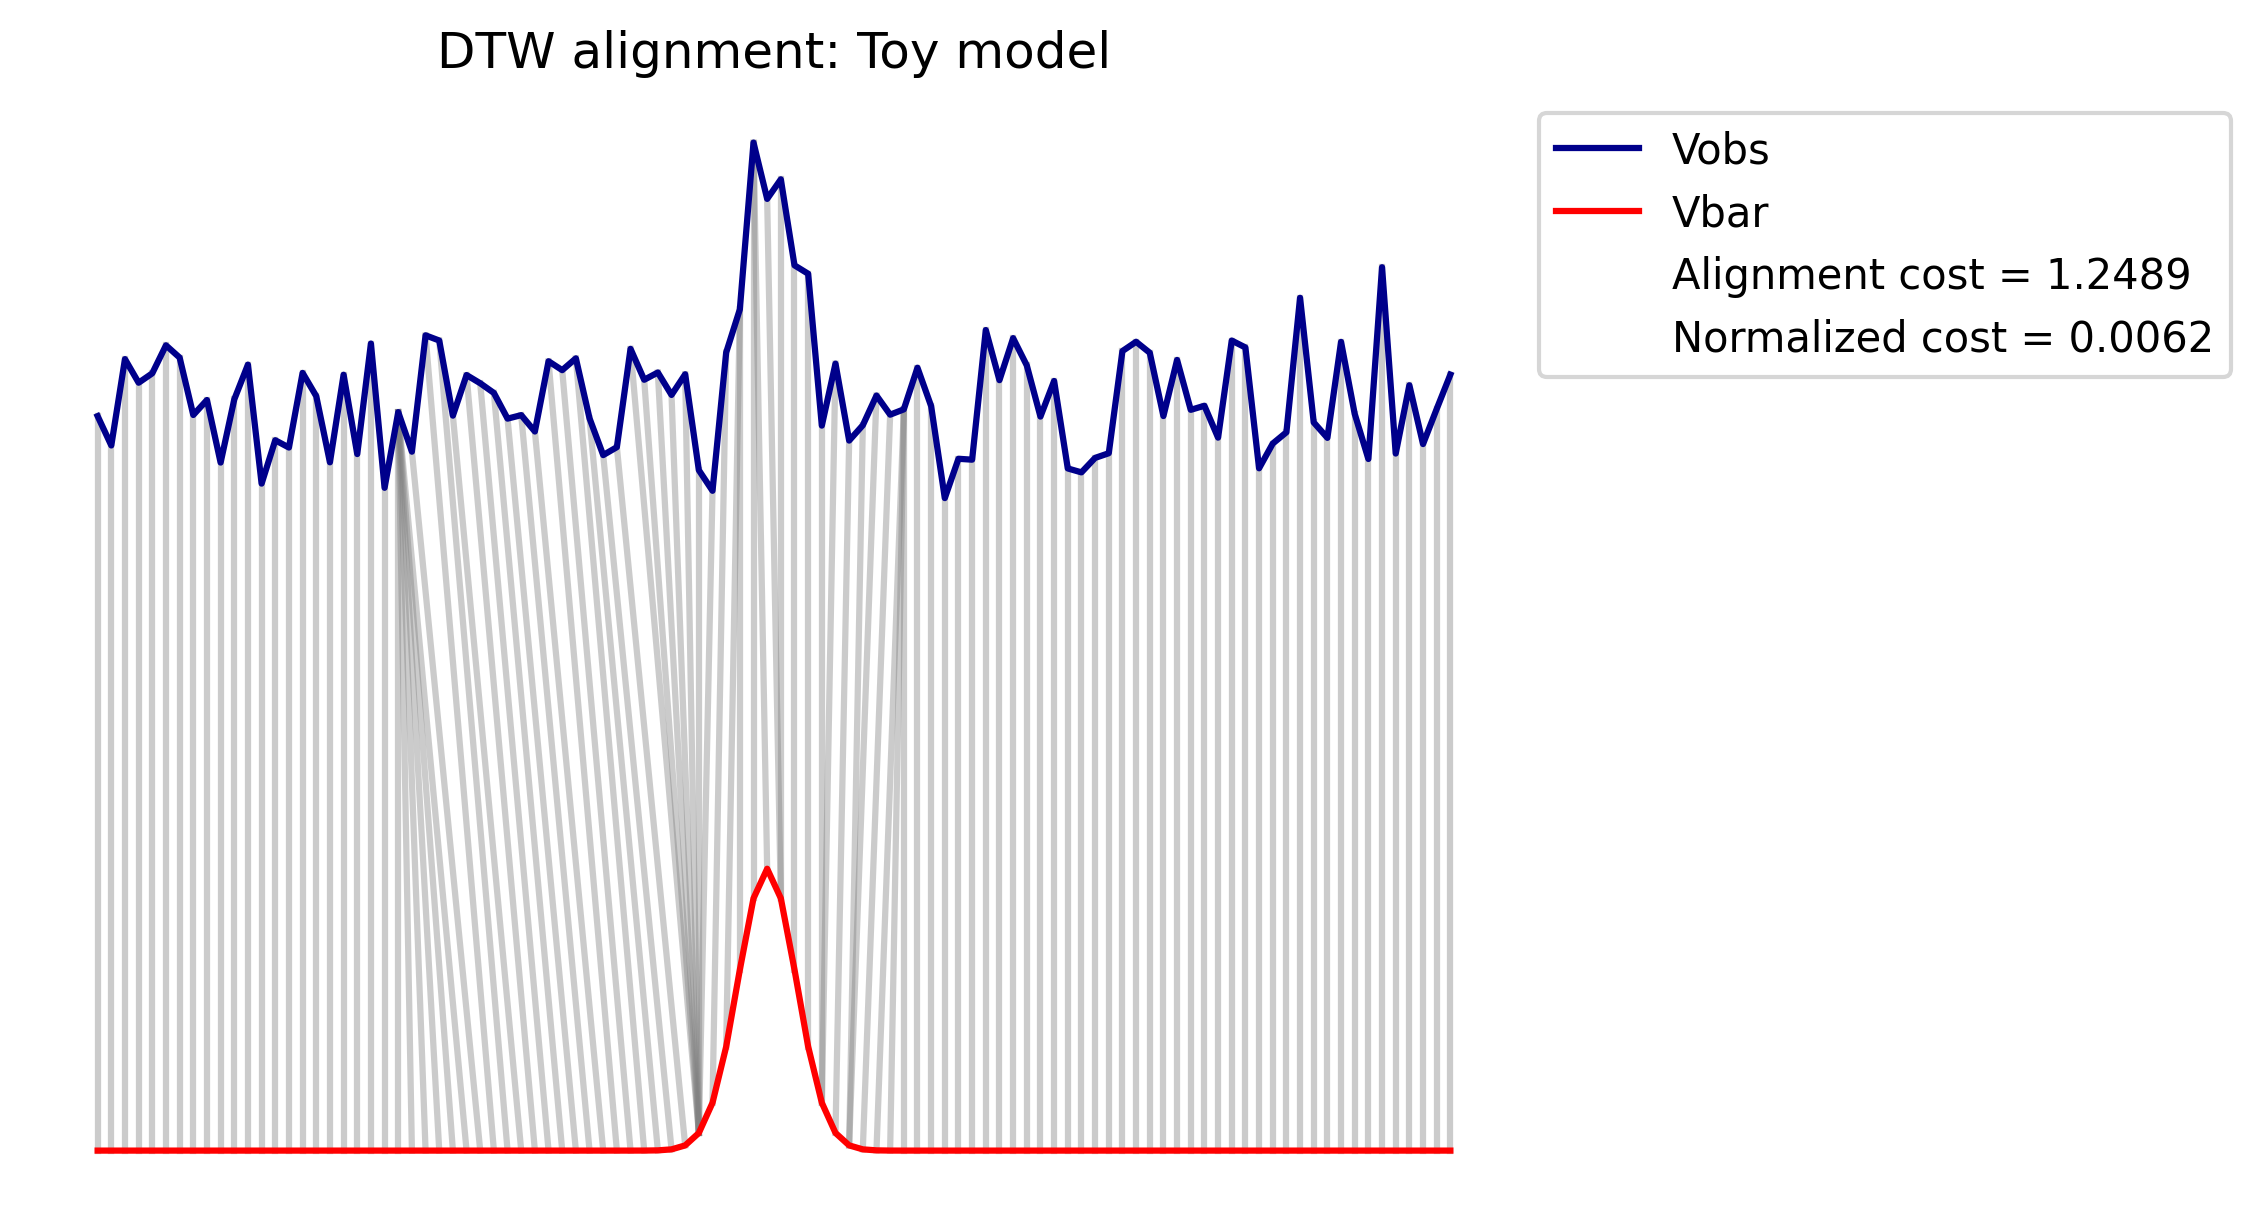 DTW alignment: Toy model
Vobs
Vbar
Alignment cost = 1.2489
Normalized cost = 0.0062